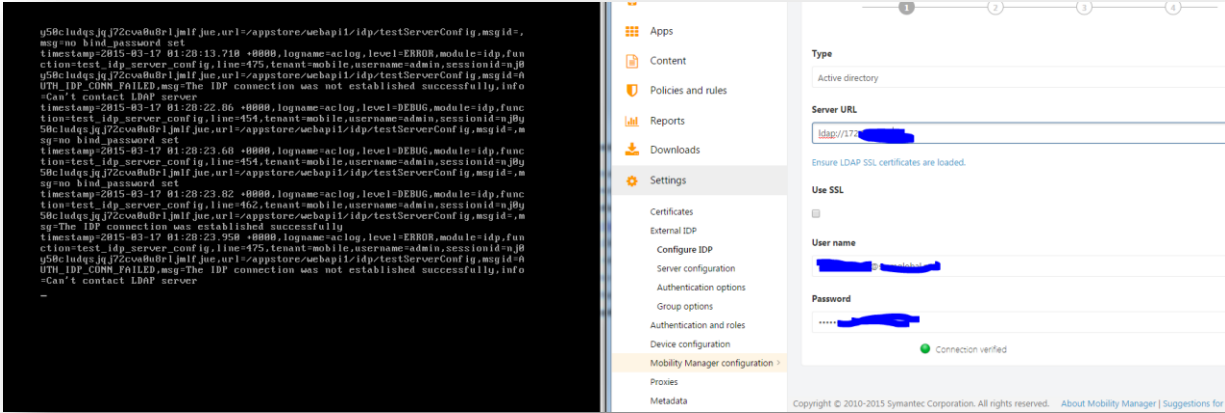 y50cludqsjqj72cva0u8rljmlfjue,url=/appstore/webapi1/idp/testServerConfig,msgid=,
msg=no bind_password set
timestamp=2015-03-17 01:28:13.710 +0000,logname=aclog,level=ERROR,module=idp,fun
ction=test_idp_server_config,line=475,tenant=mobile,username=admin,sessionid=nj0
y50cludqsjqj72cva0u8rljmlfjue,url=/appstore/webapi1/idp/testServerConfig,msgid=A
UTH_IDP_CONN_FAILED,msg=The IDP connection was not established successfully,info
=Can't contact LDAP server
timestamp=2015-03-17 01:28:22.86 +0000,logname=aclog,level=DEBUG,module=idp,func
tion=test_idp_server_config,line=454,tenant=mobile,username=admin,sessionid=nj0y
50cludqsjqj72cva0u8rljmlfjue,url=/appstore/webapi1/idp/testServerConfig,msgid=,m
sg=no bind_password set
timestamp=2015-03-17 01:28:23.68 +0000,logname=aclog,level=DEBUG,module=idp,func
tion=test_idp_server_config,line=454,tenant=mobile,username=admin,sessionid=nj0y
50cludqsjqj72cva0u8rljmlfjue,url=/appstore/webapi1/idp/testServerConfig,msgid=,m
sg=no bind_password set
timestamp=2015-03-17 01:28:23.82 +0000,logname=aclog,level=DEBUG,module=idp,func
tion=test_idp_server_config,line=462,tenant=mobile,username=admin,sessionid=nj0y
50cludqsjqj72cva0u8rljmlfjue,url=/appstore/webapi1/idp/testServerConfig,msgid=,m
sg=The IDP connection was established successfully
timestamp=2015-03-17 01:28:23.950 +0000,logname=aclog,level=ERROR,module=idp,fun
ction=test_idp_server_config,line=475,tenant=mobile,username=admin,sessionid=nj0
y50cludqsjqj72cva0u8rljmlfjue,url=/appstore/webapi1/idp/testServerConfig,msgid=A
UTH_IDP_CONN_FAILED,msg=The IDP connection was not established successfully,info
=Can't contact LDAP server
Apps
Content
Policies and rules
Reports
Downloads
Settings
Certificates
External IDP
Configure IDP
Server configuration
Authentication options
Group options
Authentication and roles
Device configuration
Mobility Manager configuration >
Proxies
Metadata
1 2 3 4
Type
Active directory
Server URL
ldap://172
Ensure LDAP SSL certificates are loaded.
Use SSL
User name
@
Password
Connection verified
Copyright © 2010-2015 Symantec Corporation. All rights reserved. About Mobility Manager | Suggestions for